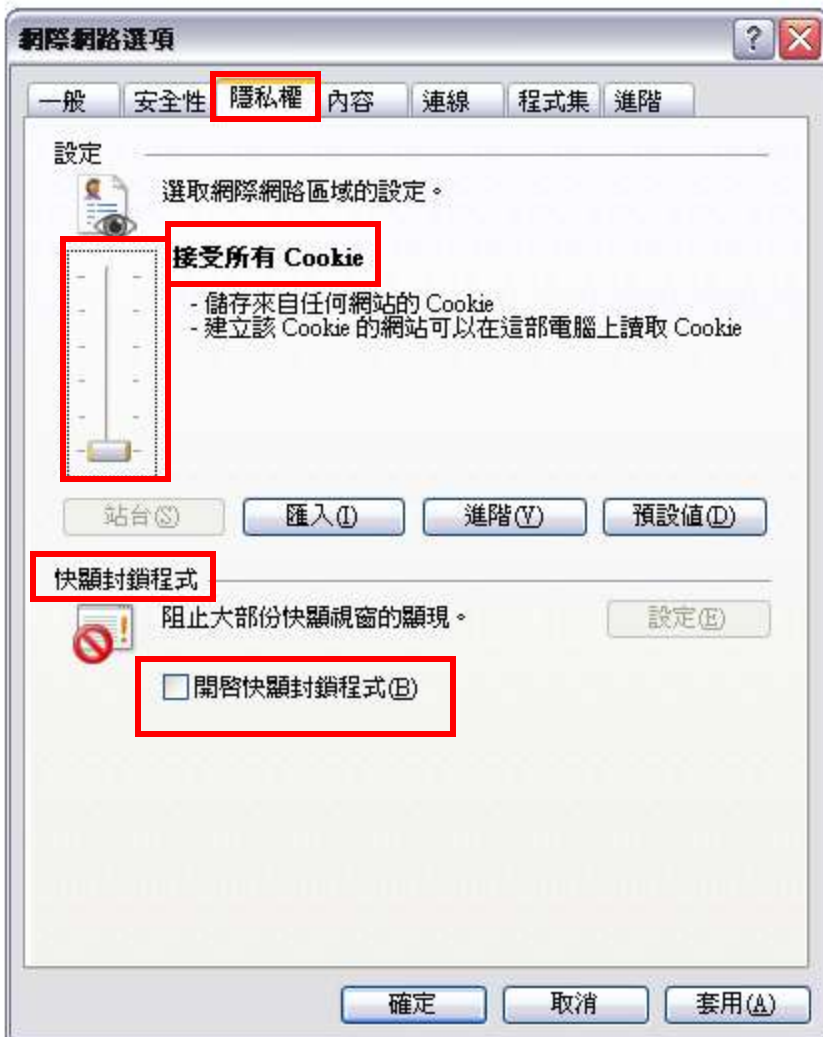 網際網路選項
一般 安全性 隱私權 內容 連線 程式集 進階
設定
選取網際網路區域的設定。
接受所有 Cookie
- 儲存來自任何網站的 Cookie
- 建立該 Cookie 的網站可以在這部電腦上讀取 Cookie
站台(S) 匯入(I) 進階(V) 預設值(D)
快顯封鎖程式
阻止大部份快顯視窗的顯現。 設定(E)
開啓快顯封鎖程式(B)
確定 取消 套用(A)